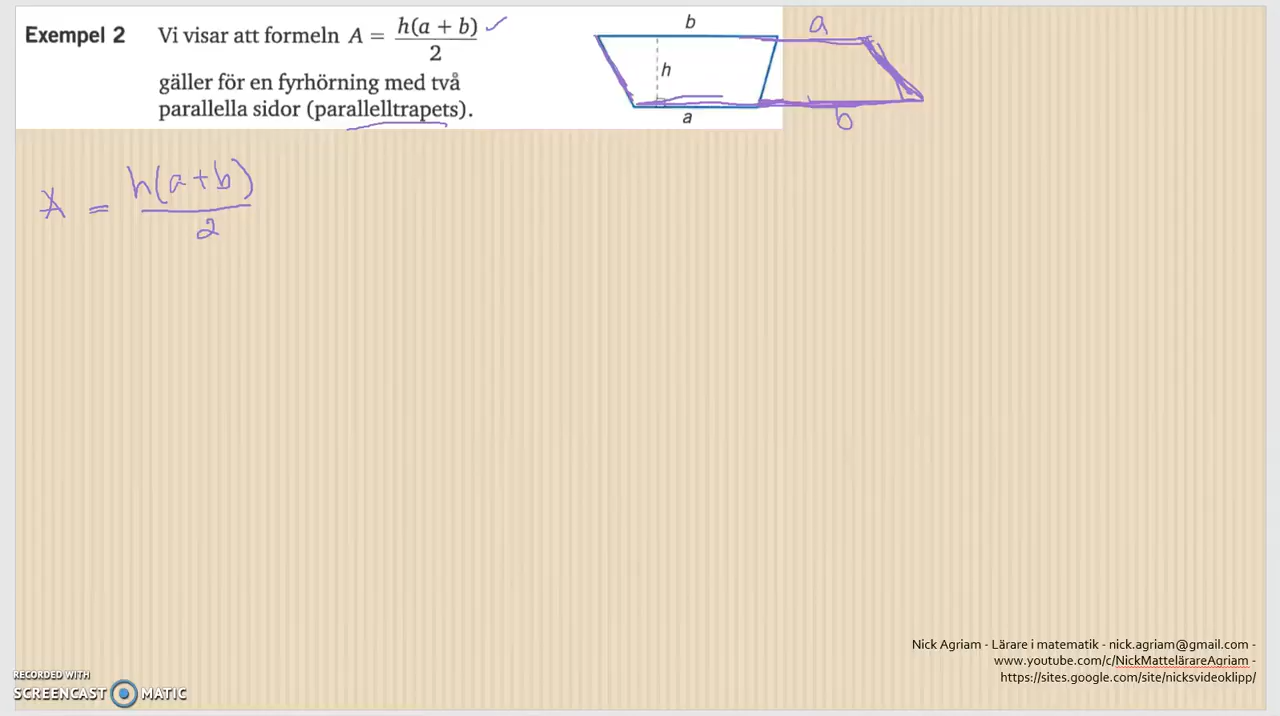 Exempel 2 Vi visar att formeln A = h(a + b) / 2
gäller för en fyrhörning med två
parallella sidor (parallelltrapets).
b
a
h
a
b
A = h(a+b) / 2
Nick Agriam - Lärare i matematik - nick.agriam@gmail.com -
www.youtube.com/c/NickMattelärareAgriam -
https://sites.google.com/site/nicksvideoklipp/
RECORDED WITH
SCREENCAST MATIC